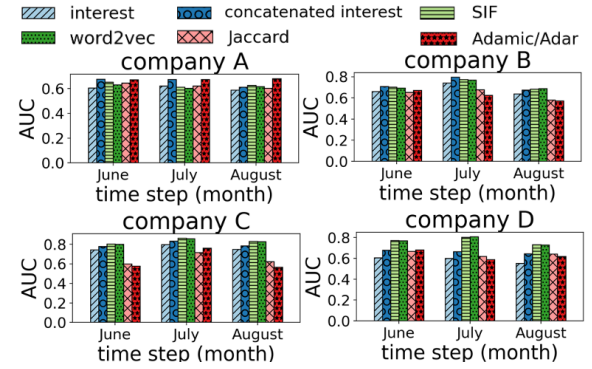 interest concatenated interest SIF
word2vec Jaccard Adamic/Adar
company A
AUC
0.6
0.4
0.2
0.0
June July August
time step (month)
company B
AUC
0.8
0.6
0.4
0.2
0.0
June July August
time step (month)
company C
AUC
0.8
0.6
0.4
0.2
0.0
June July August
time step (month)
company D
AUC
0.8
0.6
0.4
0.2
0.0
June July August
time step (month)